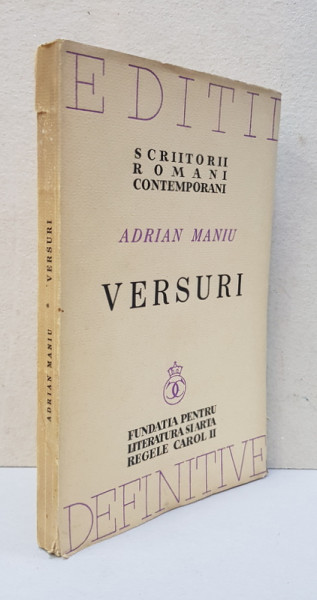 EDITII
SCRIITORII
ROMANI
CONTEMPORANI
ADRIAN MANIU
VERSURI
FUNDATIA PENTRU
LITERATURA SI ARTA
REGELE CAROL II
DEFINITIVE
ADRIAN MANIU * VERSURI